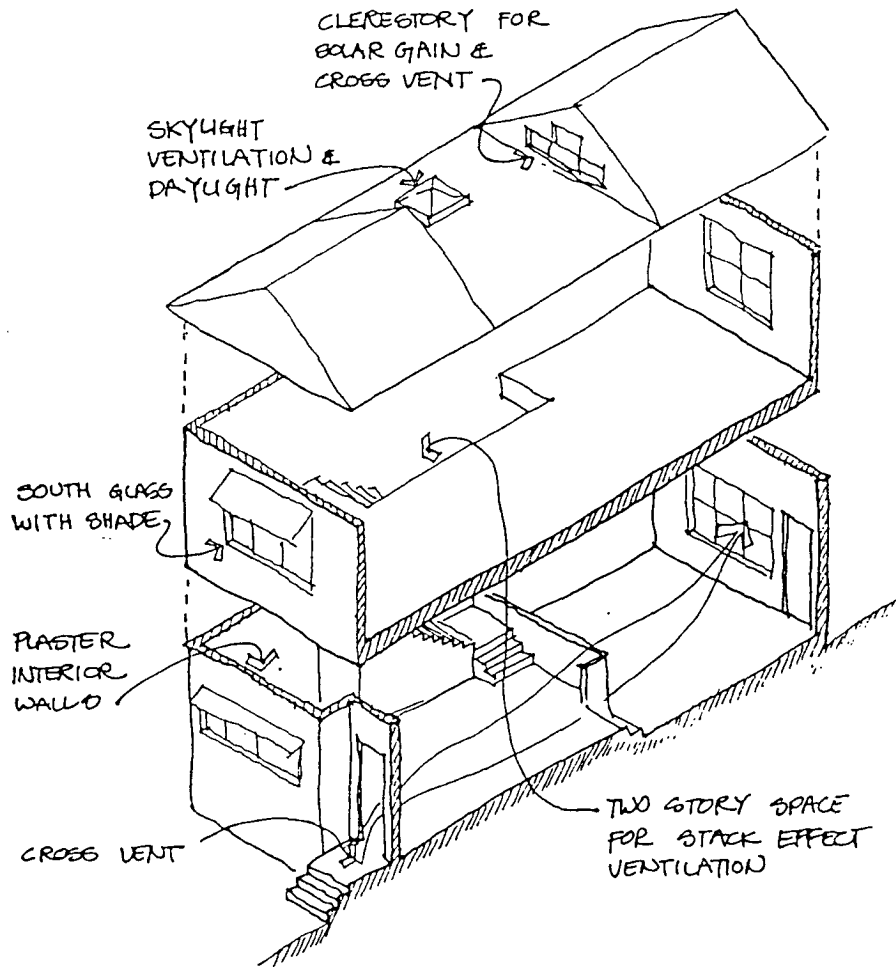 CLERESTORY FOR
SOLAR GAIN &
CROSS VENT
SKYLIGHT
VENTILATION &
DAYLIGHT
SOUTH GLASS
WITH SHADE
PLASTER
INTERIOR
WALLS
CROSS VENT
TWO STORY SPACE
FOR STACK EFFECT
VENTILATION